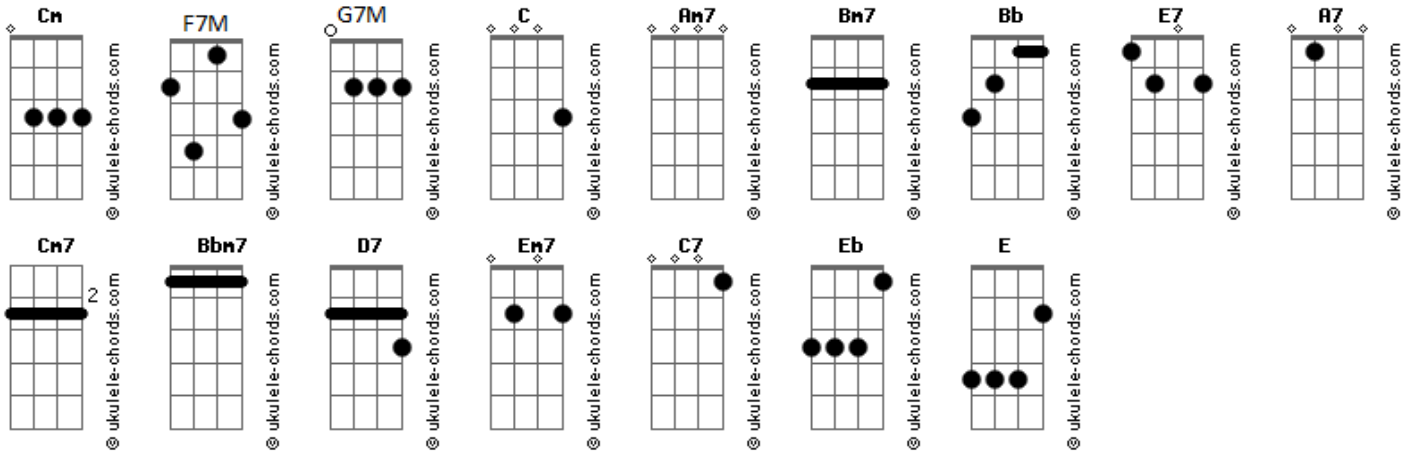 Cm F7M G7M C Am7 Bm7 Bb E7 A7
© ukulele-chords.com © ukulele-chords.com © ukulele-chords.com © ukulele-chords.com © ukulele-chords.com © ukulele-chords.com © ukulele-chords.com © ukulele-chords.com © ukulele-chords.com
Cm7 Bbm7 D7 Em7 C7 Eb E
2
© ukulele-chords.com © ukulele-chords.com © ukulele-chords.com © ukulele-chords.com © ukulele-chords.com © ukulele-chords.com © ukulele-chords.com